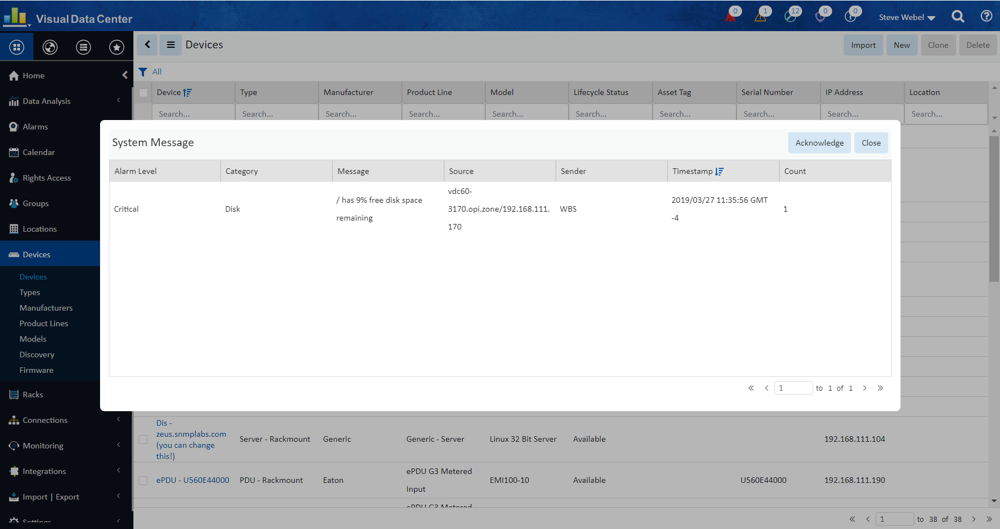 Visual Data Center
0
1
12
0
0
Steve Webel
Devices
Import
New
Clone
Delete
Home
Data Analysis
Alarms
Calendar
Rights Access
Groups
Locations
Devices
Devices
Types
Manufacturers
Product Lines
Models
Discovery
Firmware
Racks
Connections
Monitoring
Integrations
Import | Export
Settings
All
Device Type Manufacturer Product Line Model Lifecycle Status Asset Tag Serial Number IP Address Location
Search... Search... Search... Search... Search... Search... Search... Search... Search... Search...
System Message
Acknowledge
Close
Alarm Level Category Message Source Sender Timestamp Count
Critical
Disk
/ has 9% free disk space
remaining
vdc60-
3170.opi.zone/192.168.111.
170
WBS
2019/03/27 11:35:56 GMT
-4
1
1 to 1 of 1
Dis -
zeus.snmplabs.com
(you can change
this!)
Server - Rackmount
Generic
Generic - Server
Linux 32 Bit Server
Available
192.168.111.104
ePDU - U560E44000
PDU - Rackmount
Eaton
ePDU G3 Metered
Input
EMI100-10
Available
U560E44000
192.168.111.190
ePDU G3 Metered
1 to 38 of 38